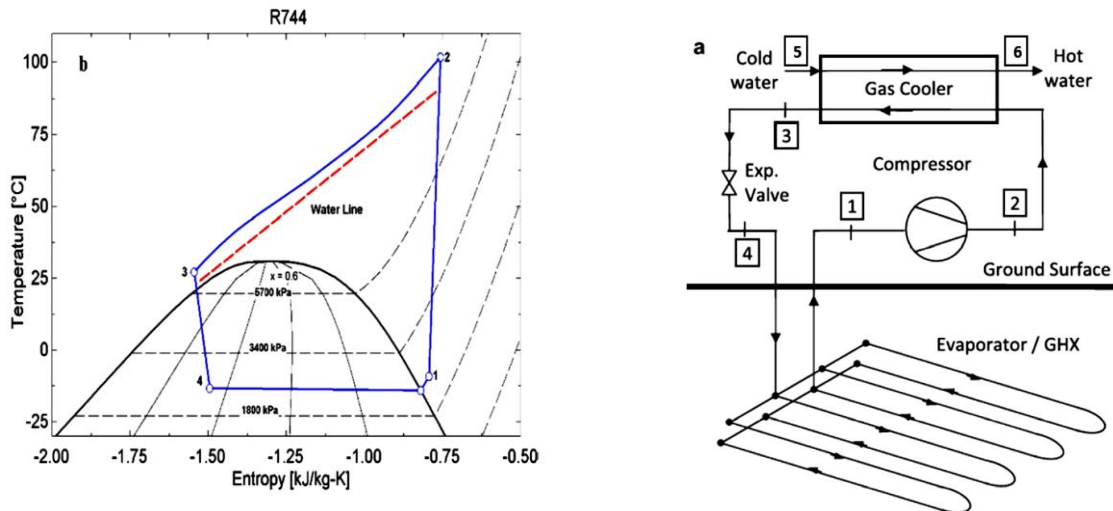 R744
b
Temperature [°C]
100
75
50
25
0
-25
2
Water Line
3
x = 0.6
5700 kPa
3400 kPa
4
1
1800 kPa
-2.00 -1.75 -1.50 -1.25 -1.00 -0.75 -0.50
Entropy [kJ/kg-K]
a
5
6
Cold
water
Hot
water
Gas Cooler
3
Exp.
Valve
Compressor
1
2
4
Ground Surface
Evaporator / GHX